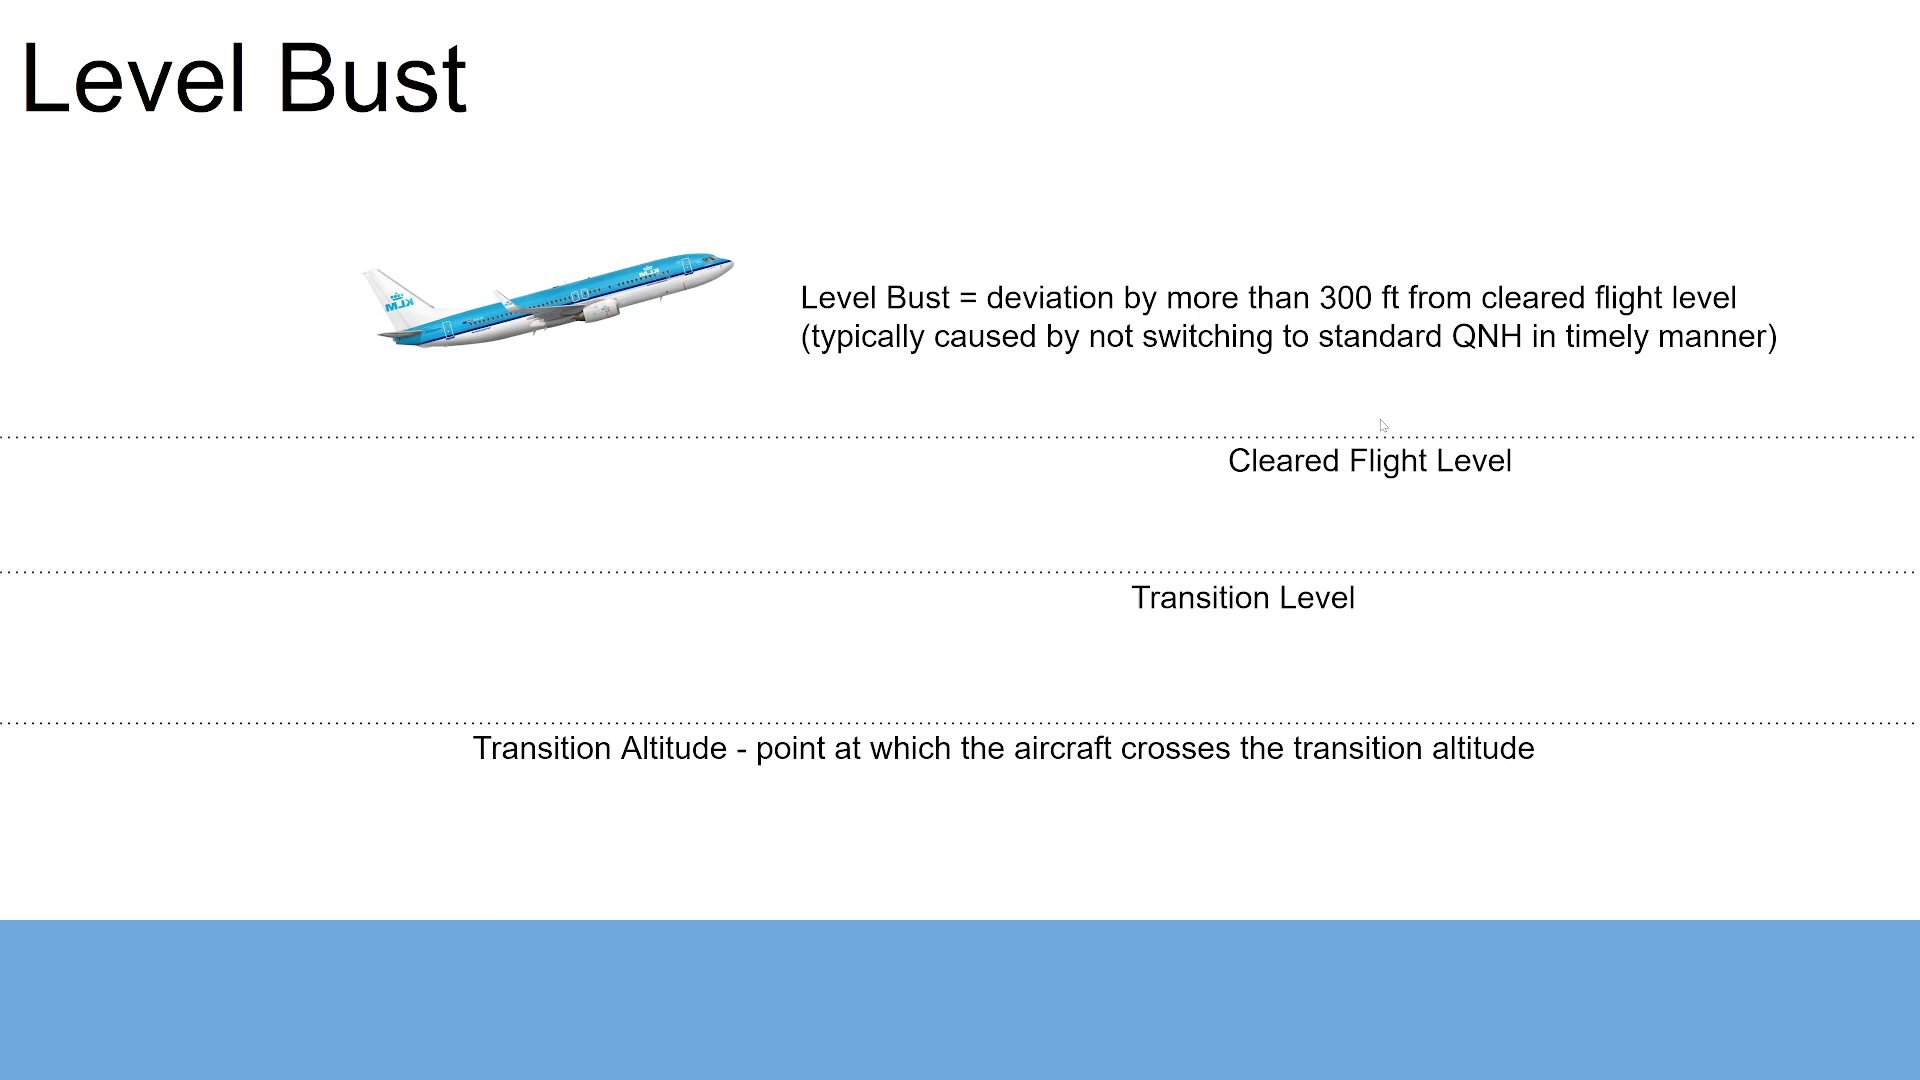 Level Bust
KLM
KLM
Level Bust = deviation by more than 300 ft from cleared flight level
(typically caused by not switching to standard QNH in timely manner)
Cleared Flight Level
Transition Level
Transition Altitude - point at which the aircraft crosses the transition altitude